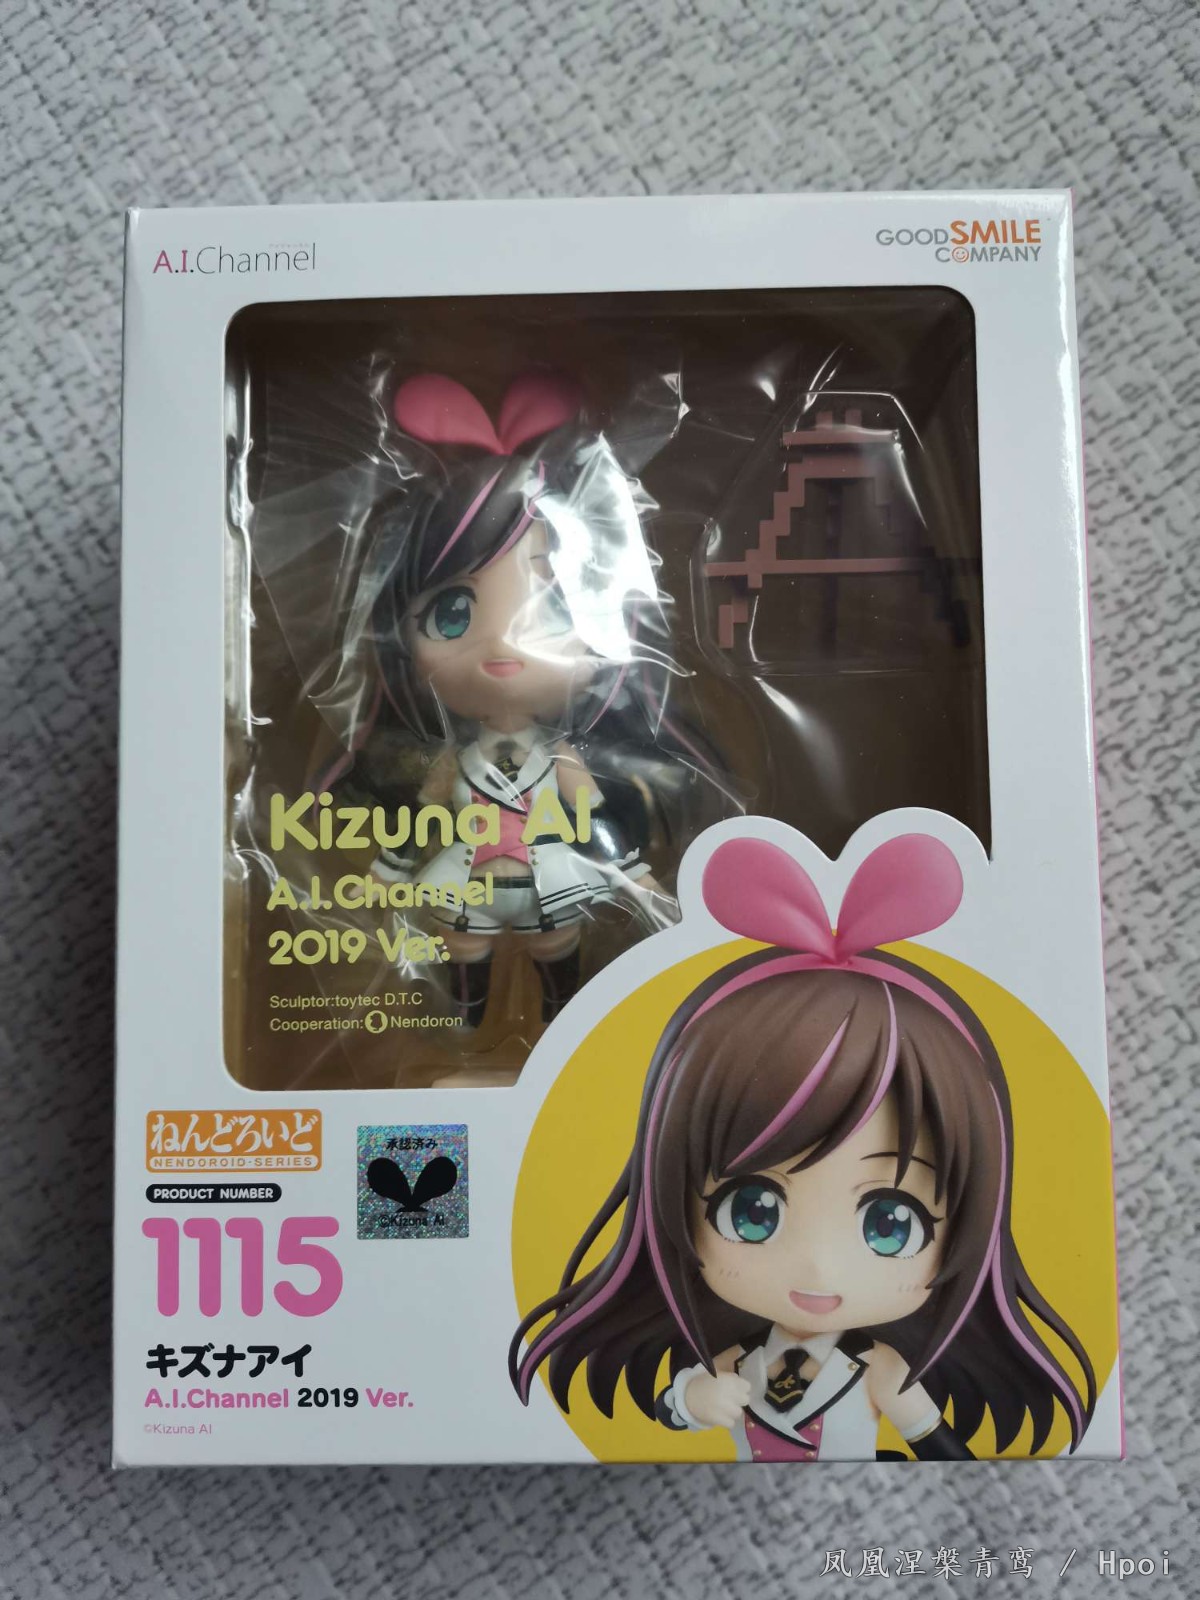 A.I.Channel
GOODSMILE
COMPANY
Kizuna AI
A.I.Channel
2019 Ver.
Sculptor:toytec D.T.C
Cooperation: Nendoron
ねんどろいど
NENDOROID-SERIES
承認済み
©Kizuna AI
PRODUCT NUMBER
1115
キズナアイ
A.I.Channel 2019 Ver.
©Kizuna AI
凤凰涅槃青鸾 / Hpoi